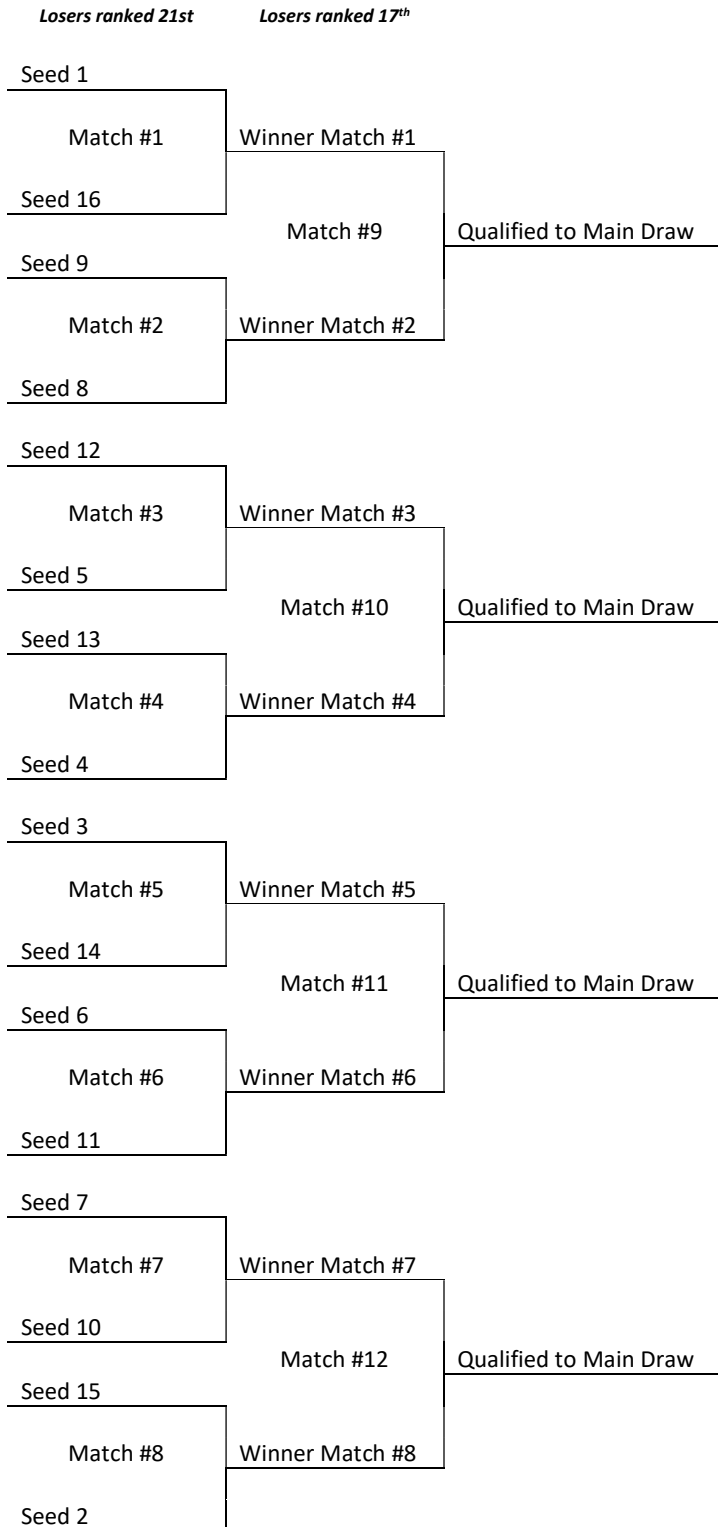 Losers ranked 21st Losers ranked 17th
Seed 1
Match #1 Winner Match #1
Seed 16
Match #9 Qualified to Main Draw
Seed 9
Match #2 Winner Match #2
Seed 8
Seed 12
Match #3 Winner Match #3
Seed 5
Match #10 Qualified to Main Draw
Seed 13
Match #4 Winner Match #4
Seed 4
Seed 3
Match #5 Winner Match #5
Seed 14
Match #11 Qualified to Main Draw
Seed 6
Match #6 Winner Match #6
Seed 11
Seed 7
Match #7 Winner Match #7
Seed 10
Match #12 Qualified to Main Draw
Seed 15
Match #8 Winner Match #8
Seed 2